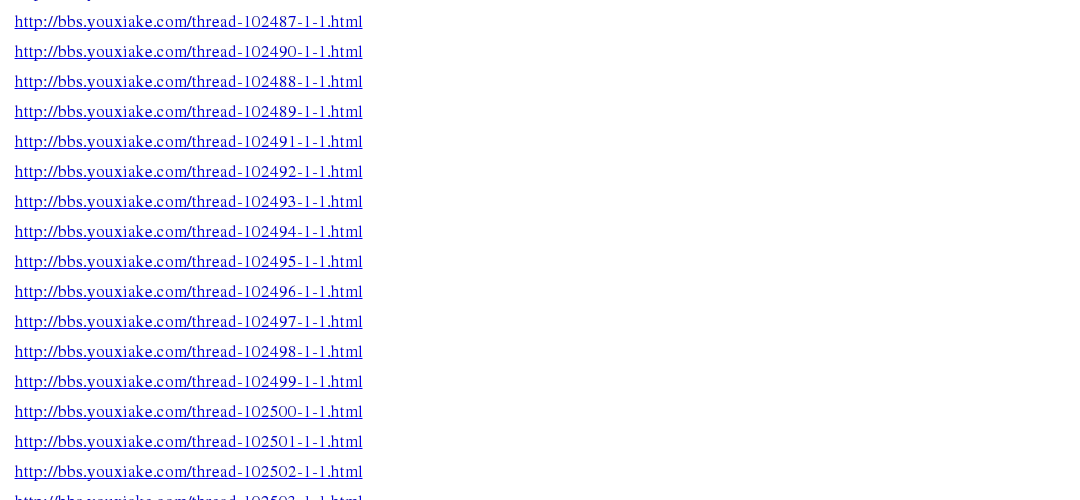 http://bbs.youxiake.com/thread-102487-1-1.html
http://bbs.youxiake.com/thread-102490-1-1.html
http://bbs.youxiake.com/thread-102488-1-1.html
http://bbs.youxiake.com/thread-102489-1-1.html
http://bbs.youxiake.com/thread-102491-1-1.html
http://bbs.youxiake.com/thread-102492-1-1.html
http://bbs.youxiake.com/thread-102493-1-1.html
http://bbs.youxiake.com/thread-102494-1-1.html
http://bbs.youxiake.com/thread-102495-1-1.html
http://bbs.youxiake.com/thread-102496-1-1.html
http://bbs.youxiake.com/thread-102497-1-1.html
http://bbs.youxiake.com/thread-102498-1-1.html
http://bbs.youxiake.com/thread-102499-1-1.html
http://bbs.youxiake.com/thread-102500-1-1.html
http://bbs.youxiake.com/thread-102501-1-1.html
http://bbs.youxiake.com/thread-102502-1-1.html